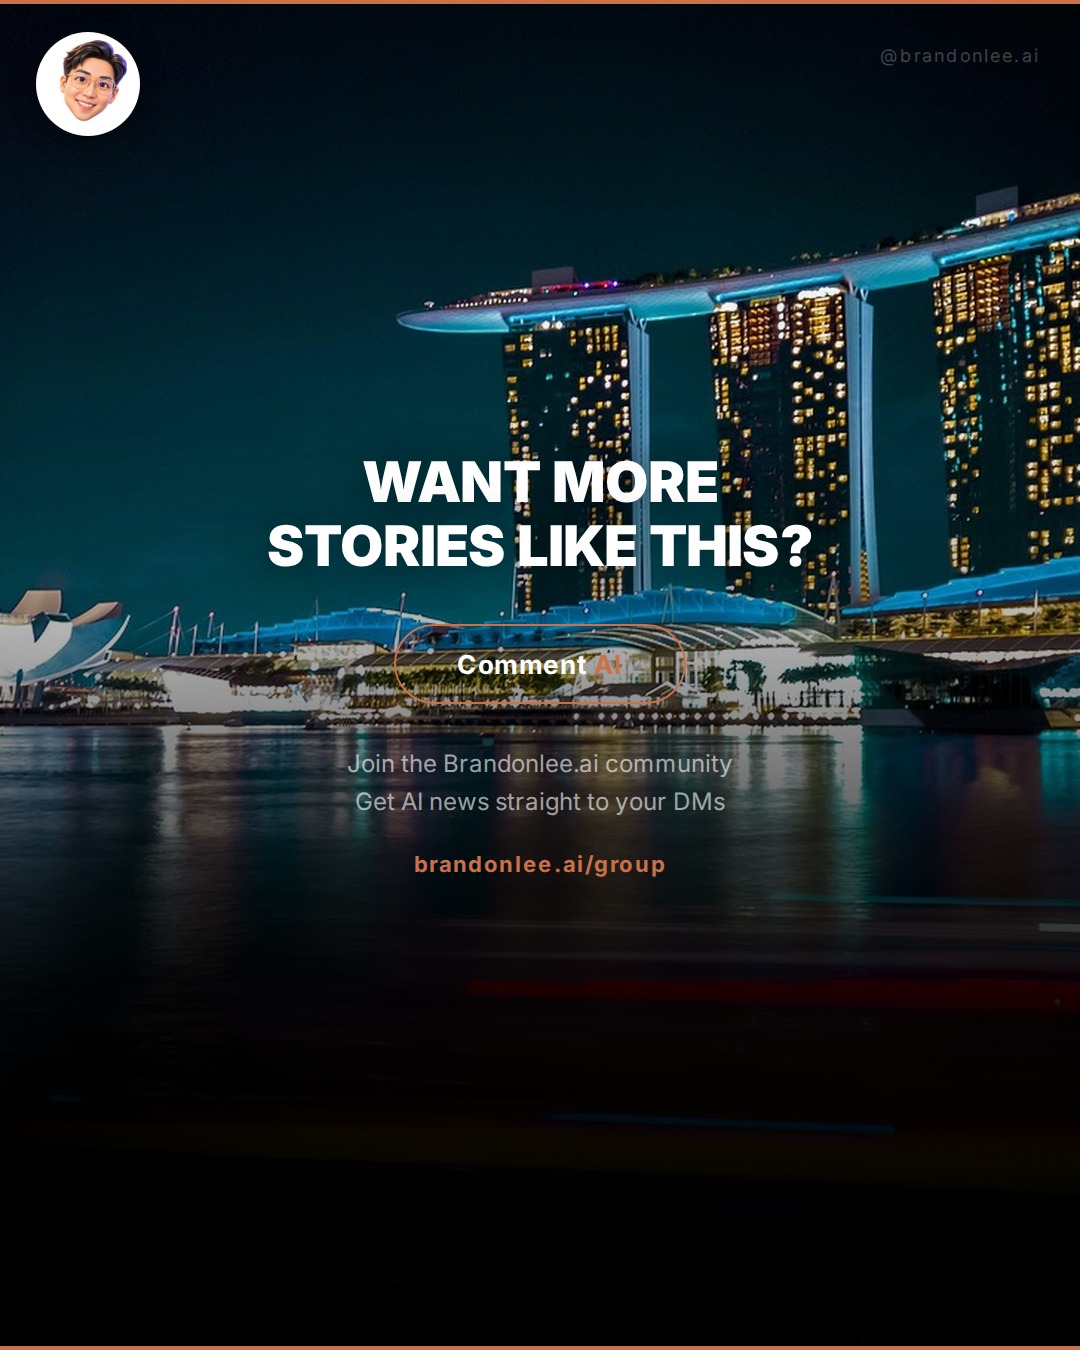 @brandonlee.ai
WANT MORE
STORIES LIKE THIS?
Comment AI
Join the Brandonlee.ai community
Get AI news straight to your DMs
brandonlee.ai/group